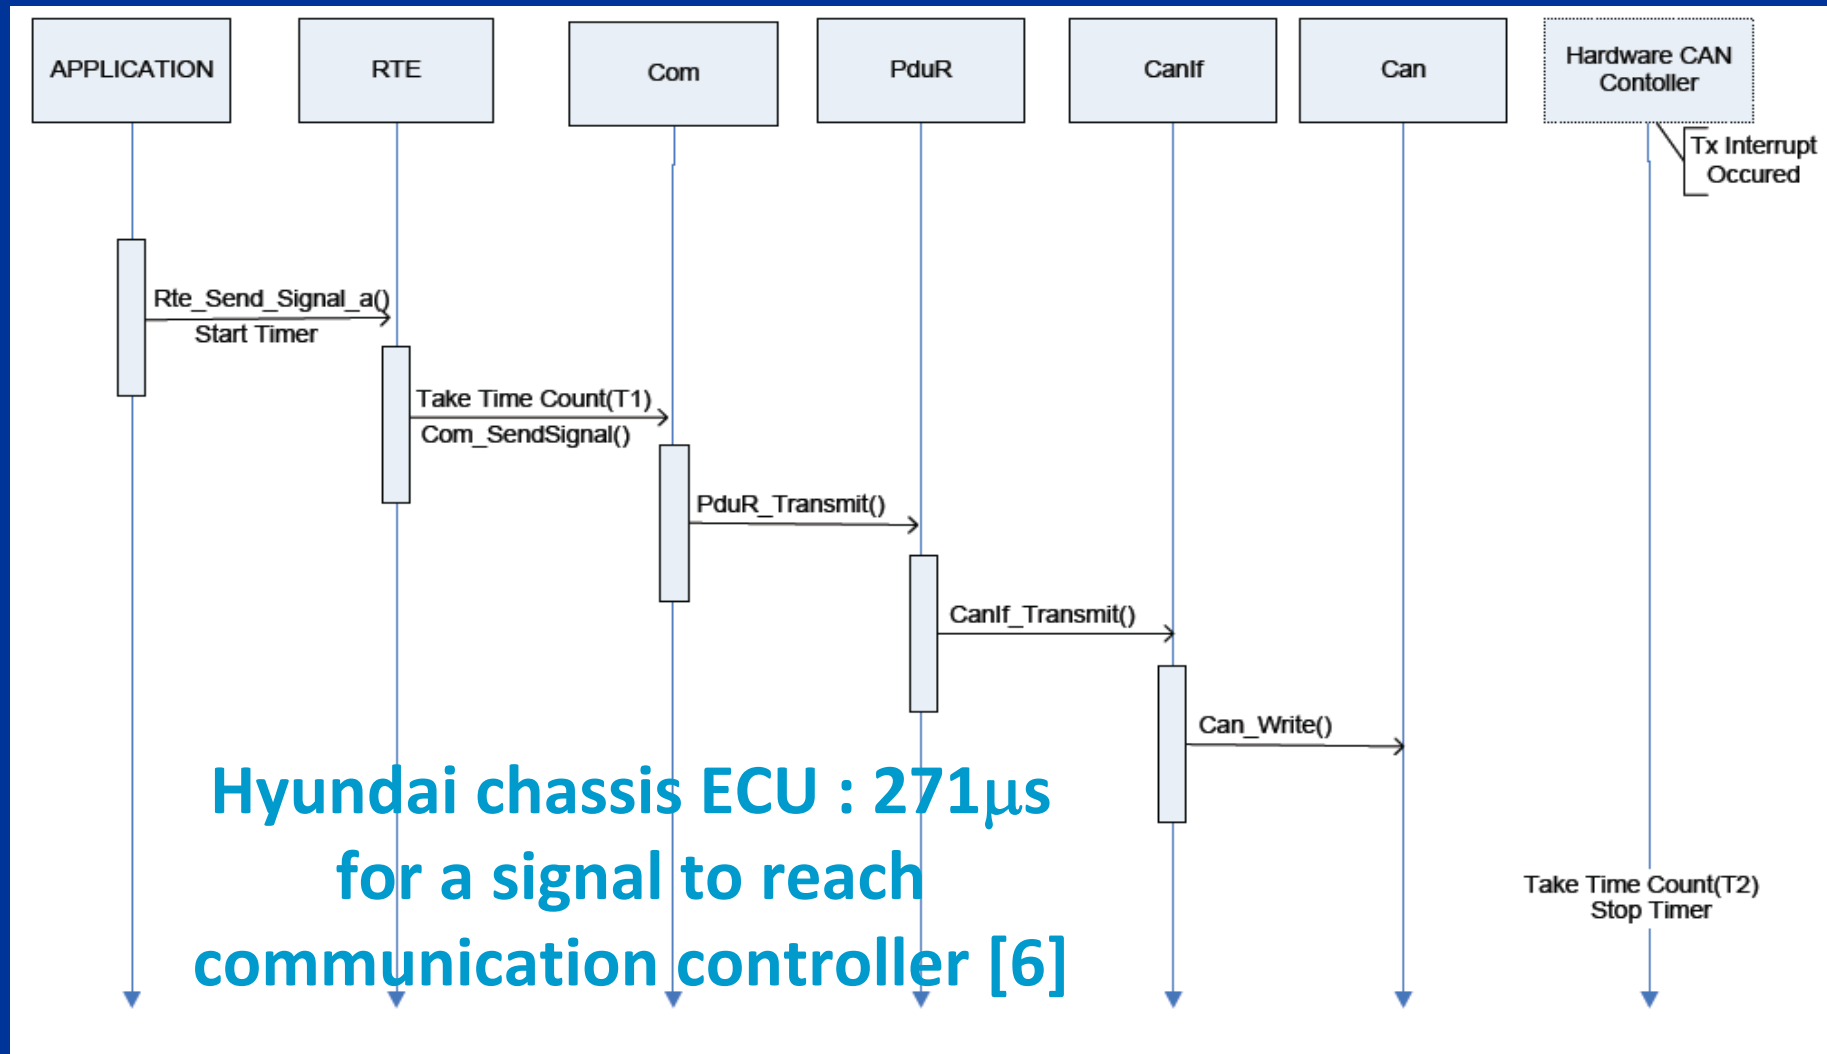 APPLICATION
RTE
Com
PduR
CanIf
Can
Hardware CAN
Contoller
Tx Interrupt
Occured
Rte_Send_Signal_a()
Start Timer
Take Time Count(T1)
Com_SendSignal()
PduR_Transmit()
CanIf_Transmit()
Can_Write()
Hyundai chassis ECU : 271μs
for a signal to reach
communication controller [6]
Take Time Count(T2)
Stop Timer